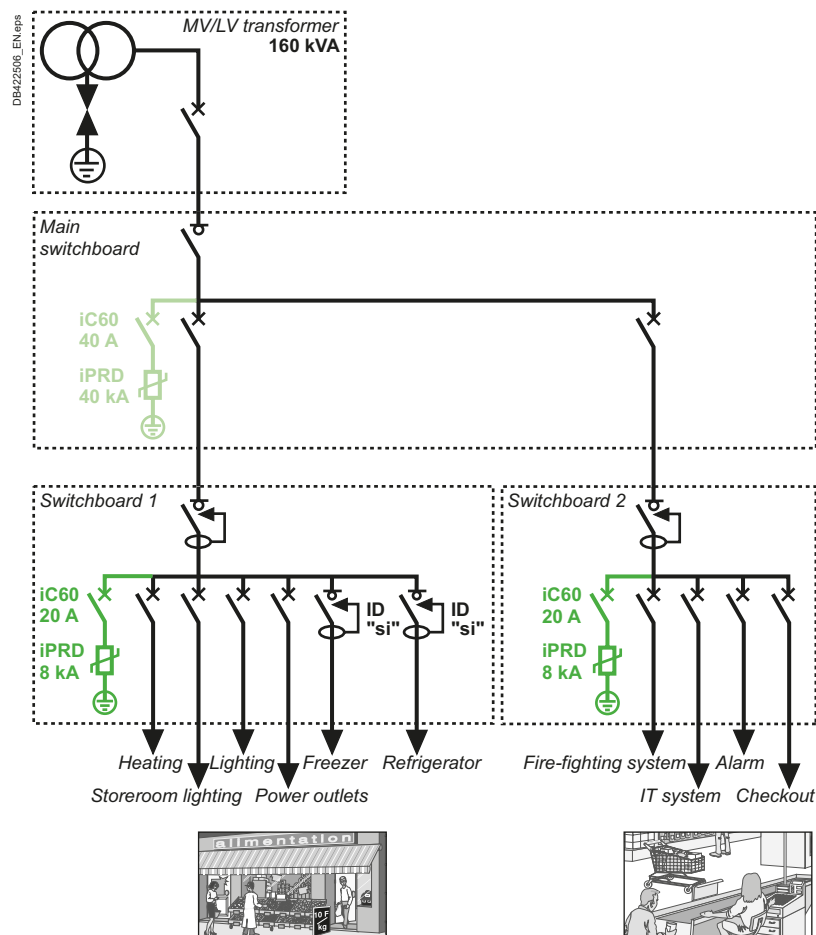 DB422506_EN.eps
MV/LV transformer
160 kVA
Main
switchboard
iC60
40 A
iPRD
40 kA
Switchboard 1
iC60
20 A
iPRD
8 kA
ID
"si"
ID
"si"
Heating
Lighting
Freezer
Refrigerator
Storeroom lighting
Power outlets
Switchboard 2
iC60
20 A
iPRD
8 kA
Fire-fighting system
Alarm
IT system
Checkout
alimentation
10 F
kg